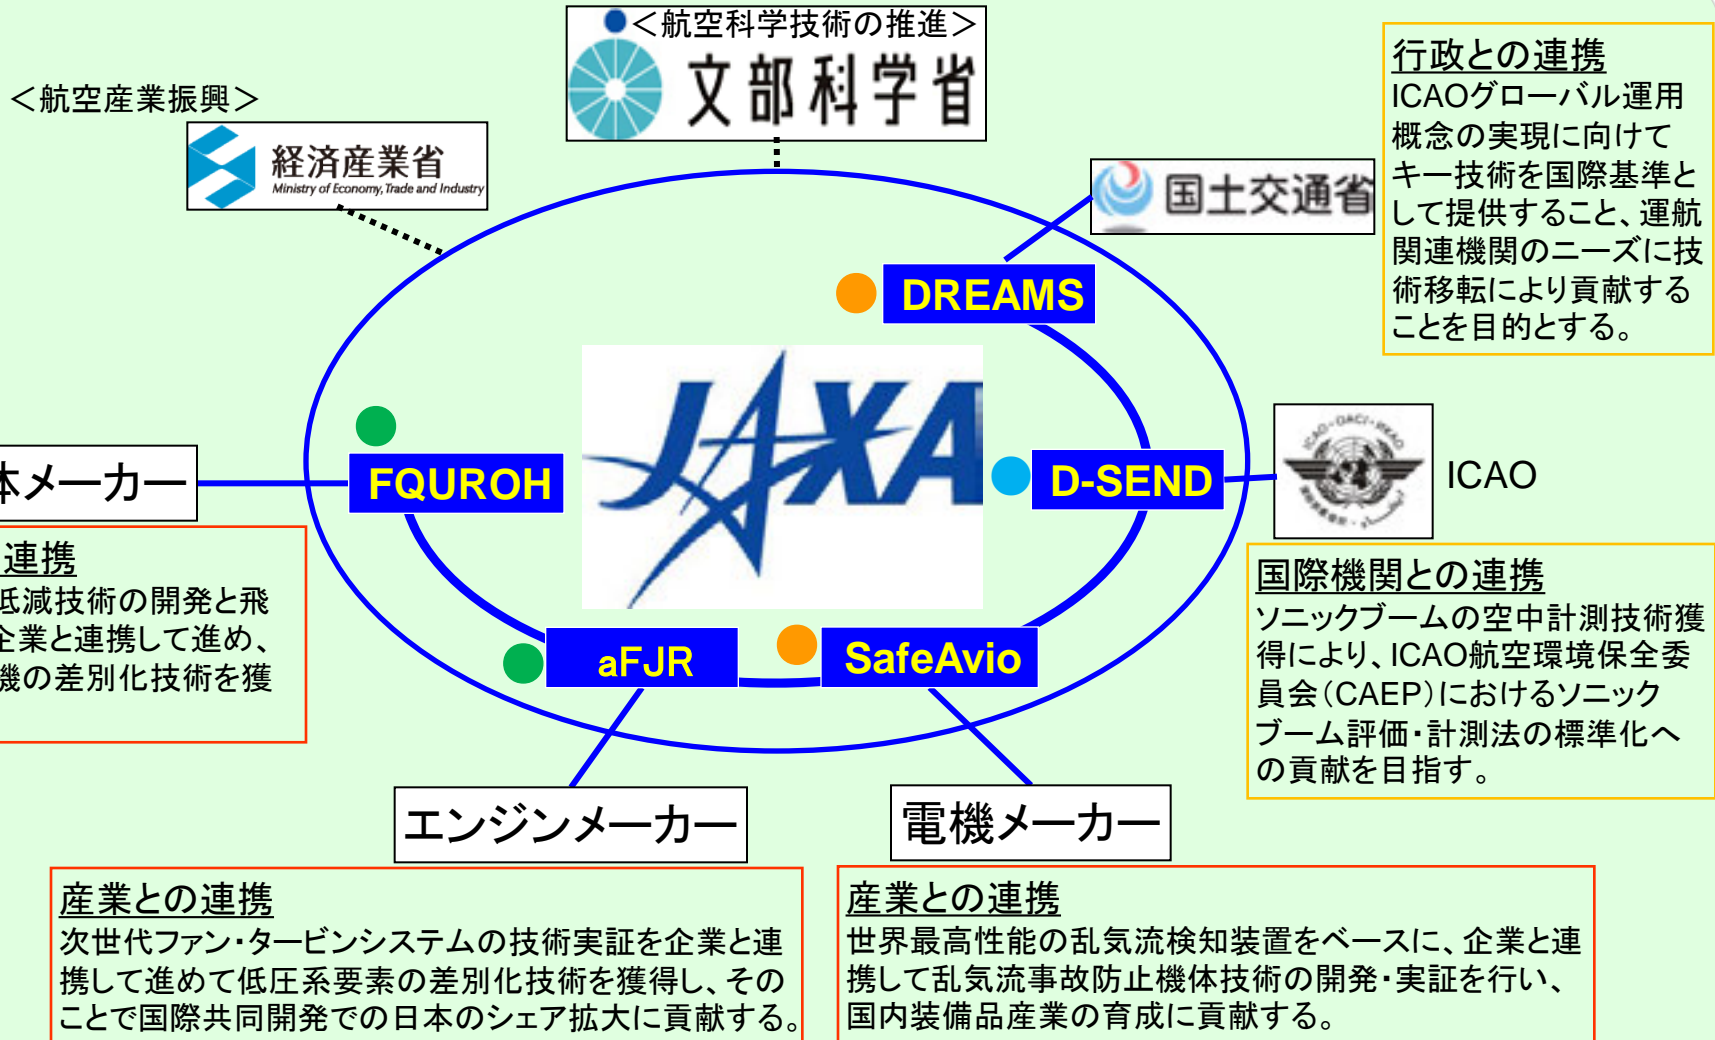 ＜航空科学技術の推進＞
文部科学省
＜航空産業振興＞
経済産業省
Ministry of Economy, Trade and Industry
国土交通省
行政との連携
ICAOグローバル運用
概念の実現に向けて
キー技術を国際基準と
して提供すること、運航
関連機関のニーズに技
術移転により貢献する
ことを目的とする。
DREAMS
JAXA
FQUROH
D-SEND
ICAO・OACI・ИКАО
ICAO
体メーカー
連携
低減技術の開発と飛
企業と連携して進め、
機の差別化技術を獲
国際機関との連携
ソニックブームの空中計測技術獲
得により、ICAO航空環境保全委
員会（CAEP）におけるソニック
ブーム評価・計測法の標準化へ
の貢献を目指す。
aFJR
SafeAvio
エンジンメーカー
電機メーカー
産業との連携
次世代ファン・タービンシステムの技術実証を企業と連
携して進めて低圧系要素の差別化技術を獲得し、その
ことで国際共同開発での日本のシェア拡大に貢献する。
産業との連携
世界最高性能の乱気流検知装置をベースに、企業と連
携して乱気流事故防止機体技術の開発・実証を行い、
国内装備品産業の育成に貢献する。